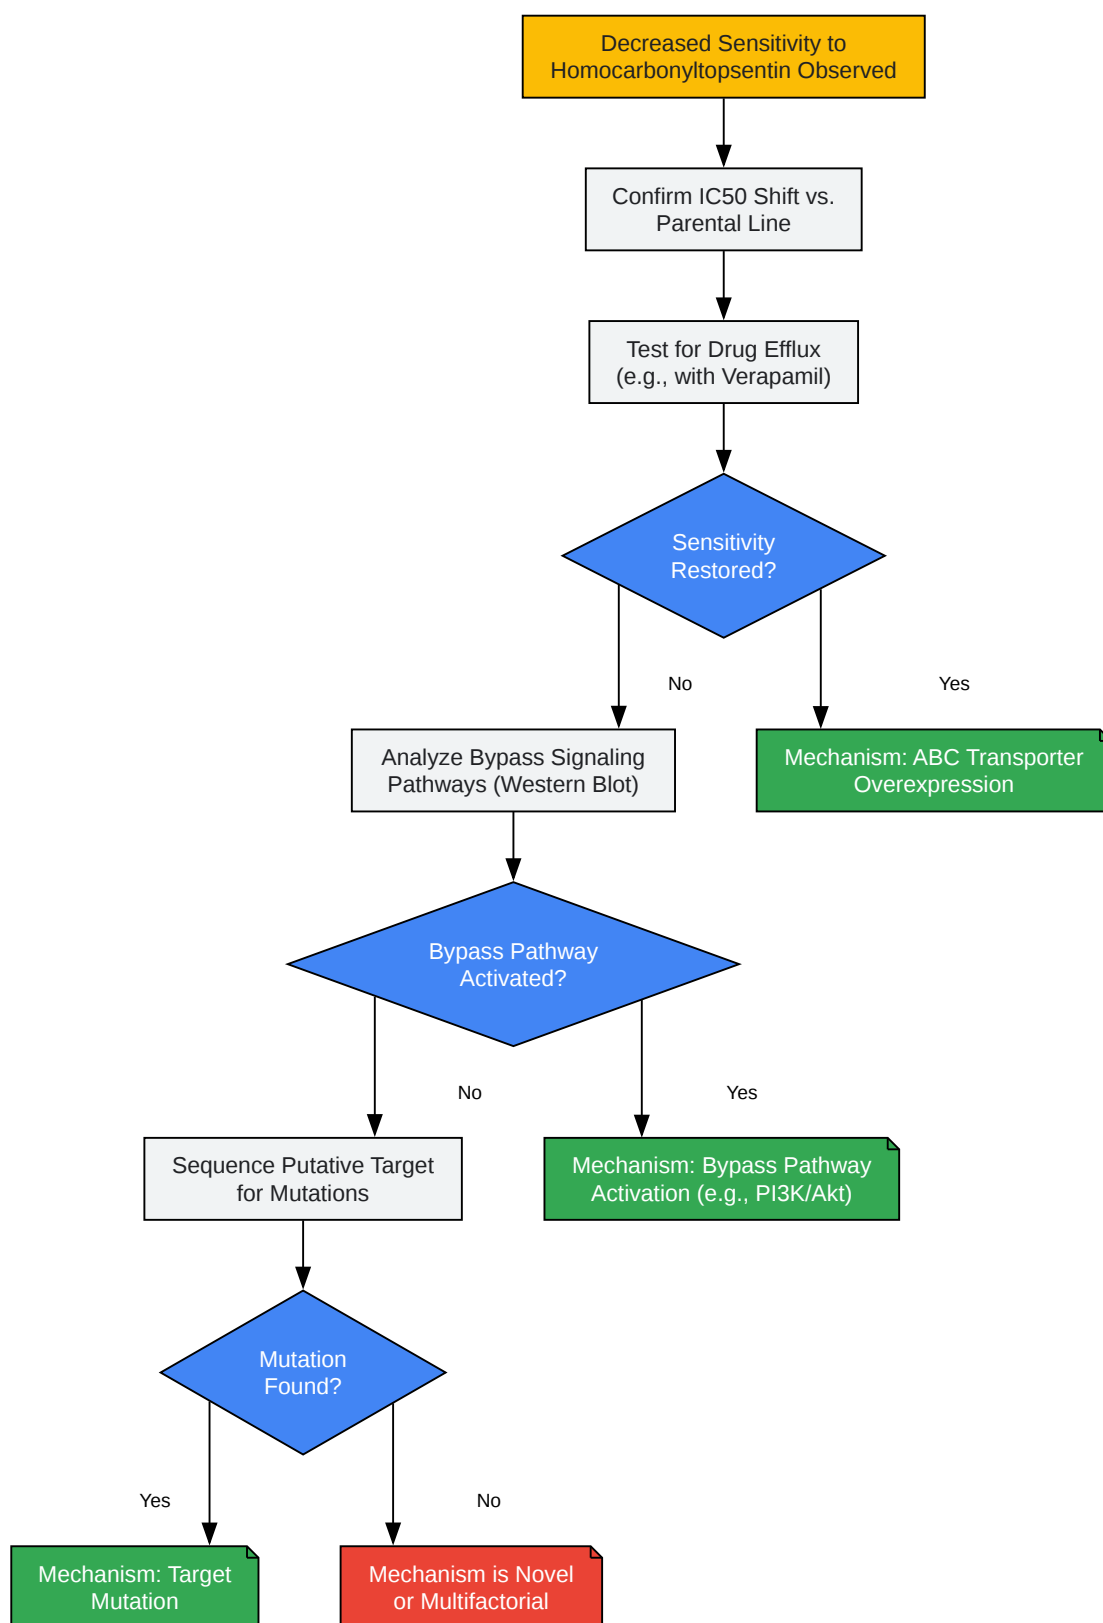 Decreased Sensitivity to
Homocarbonyltopsentin Observed
Confirm IC50 Shift vs.
Parental Line
Test for Drug Efflux
(e.g., with Verapamil)
Sensitivity
Restored?
No
Yes
Analyze Bypass Signaling
Pathways (Western Blot)
Mechanism: ABC Transporter
Overexpression
Bypass Pathway
Activated?
No
Yes
Sequence Putative Target
for Mutations
Mechanism: Bypass Pathway
Activation (e.g., PI3K/Akt)
Mutation
Found?
Yes
No
Mechanism: Target
Mutation
Mechanism is Novel
or Multifactorial